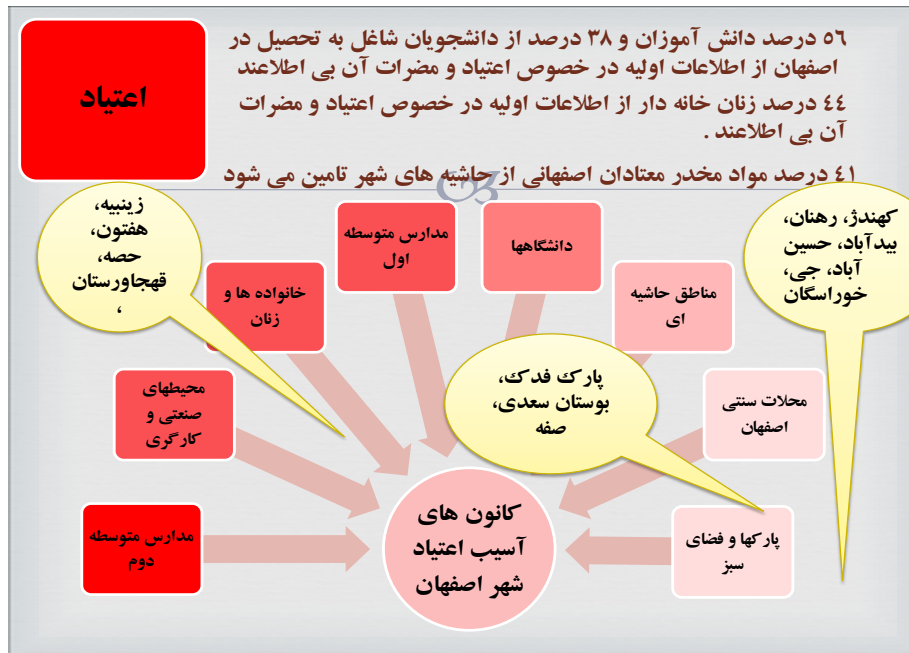 اعتیاد
٥٦ درصد دانش آموزان و ٣٨ درصد از دانشجویان شاغل به تحصیل در
اصفهان از اطلاعات اولیه در خصوص اعتیاد و مضرات آن بی اطلاعند
٤٤ درصد زنان خانه دار از اطلاعات اولیه در خصوص اعتیاد و مضرات
آن بی اطلاعند .
٤١ درصد مواد مخدر معتادان اصفهانی از حاشیه های شهر تامین می شود
کهندژ، رهنان،
بیدآباد، حسین
آباد، جی،
خوراسگان
زینبیه،
هفتون،
حصه،
قهجاورستان
،
دانشگاهها
مدارس متوسطه
اول
خانواده ها و
زنان
مناطق حاشیه
ای
پارک فدک،
بوستان سعدی،
صفه
محلات سنتی
اصفهان
محیطهای
صنعتی و
کارگری
پارکها و فضای
سبز
مدارس متوسطه
دوم
کانون های
آسیب اعتیاد
شهر اصفهان